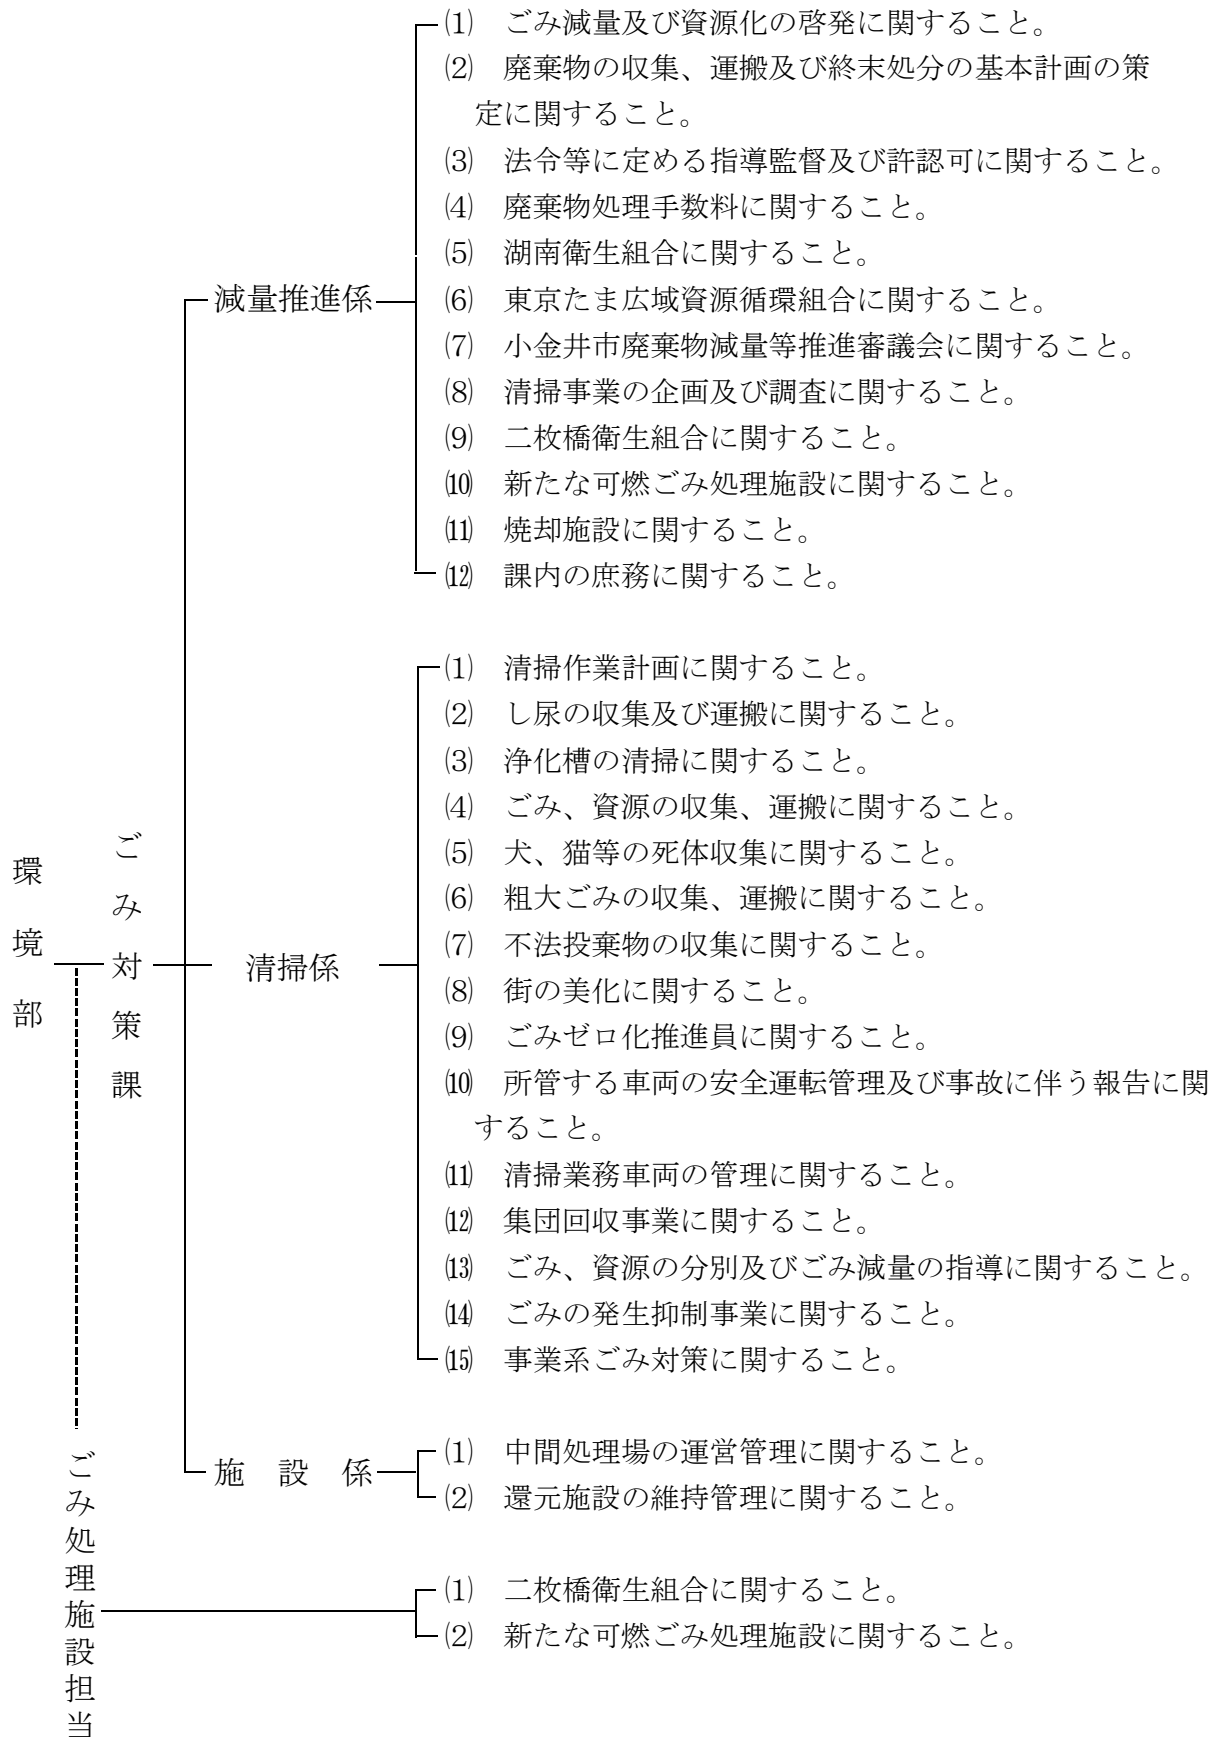 環境部
ごみ対策課
減量推進係
⑴ ごみ減量及び資源化の啓発に関すること。
⑵ 廃棄物の収集、運搬及び終末処分の基本計画の策
定に関すること。
⑶ 法令等に定める指導監督及び許認可に関すること。
⑷ 廃棄物処理手数料に関すること。
⑸ 湖南衛生組合に関すること。
⑹ 東京たま広域資源循環組合に関すること。
⑺ 小金井市廃棄物減量等推進審議会に関すること。
⑻ 清掃事業の企画及び調査に関すること。
⑼ 二枚橋衛生組合に関すること。
⑽ 新たな可燃ごみ処理施設に関すること。
⑾ 焼却施設に関すること。
⑿ 課内の庶務に関すること。
清掃係
⑴ 清掃作業計画に関すること。
⑵ し尿の収集及び運搬に関すること。
⑶ 浄化槽の清掃に関すること。
⑷ ごみ、資源の収集、運搬に関すること。
⑸ 犬、猫等の死体収集に関すること。
⑹ 粗大ごみの収集、運搬に関すること。
⑺ 不法投棄物の収集に関すること。
⑻ 街の美化に関すること。
⑼ ごみゼロ化推進員に関すること。
⑽ 所管する車両の安全運転管理及び事故に伴う報告に関
すること。
⑾ 清掃業務車両の管理に関すること。
⑿ 集団回収事業に関すること。
⒀ ごみ、資源の分別及びごみ減量の指導に関すること。
⒁ ごみの発生抑制事業に関すること。
⒂ 事業系ごみ対策に関すること。
施設係
⑴ 中間処理場の運営管理に関すること。
⑵ 還元施設の維持管理に関すること。
ごみ処理施設担当
⑴ 二枚橋衛生組合に関すること。
⑵ 新たな可燃ごみ処理施設に関すること。